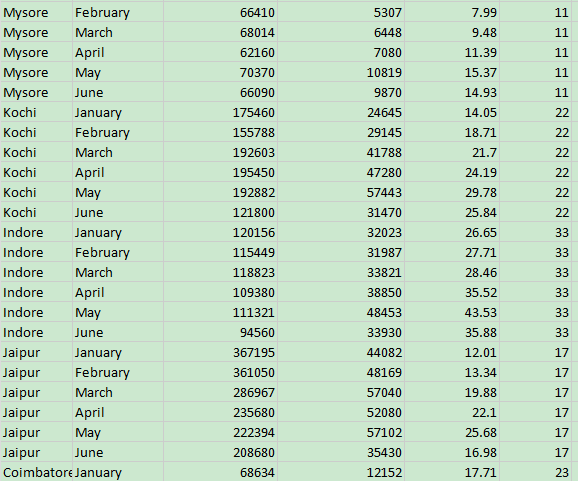 Mysore February 66410 5307 7.99 11
Mysore March 68014 6448 9.48 11
Mysore April 62160 7080 11.39 11
Mysore May 70370 10819 15.37 11
Mysore June 66090 9870 14.93 11
Kochi January 175460 24645 14.05 22
Kochi February 155788 29145 18.71 22
Kochi March 192603 41788 21.7 22
Kochi April 195450 47280 24.19 22
Kochi May 192882 57443 29.78 22
Kochi June 121800 31470 25.84 22
Indore January 120156 32023 26.65 33
Indore February 115449 31987 27.71 33
Indore March 118823 33821 28.46 33
Indore April 109380 38850 35.52 33
Indore May 111321 48453 43.53 33
Indore June 94560 33930 35.88 33
Jaipur January 367195 44082 12.01 17
Jaipur February 361050 48169 13.34 17
Jaipur March 286967 57040 19.88 17
Jaipur April 235680 52080 22.1 17
Jaipur May 222394 57102 25.68 17
Jaipur June 208680 35430 16.98 17
Coimbatore January 68634 12152 17.71 23